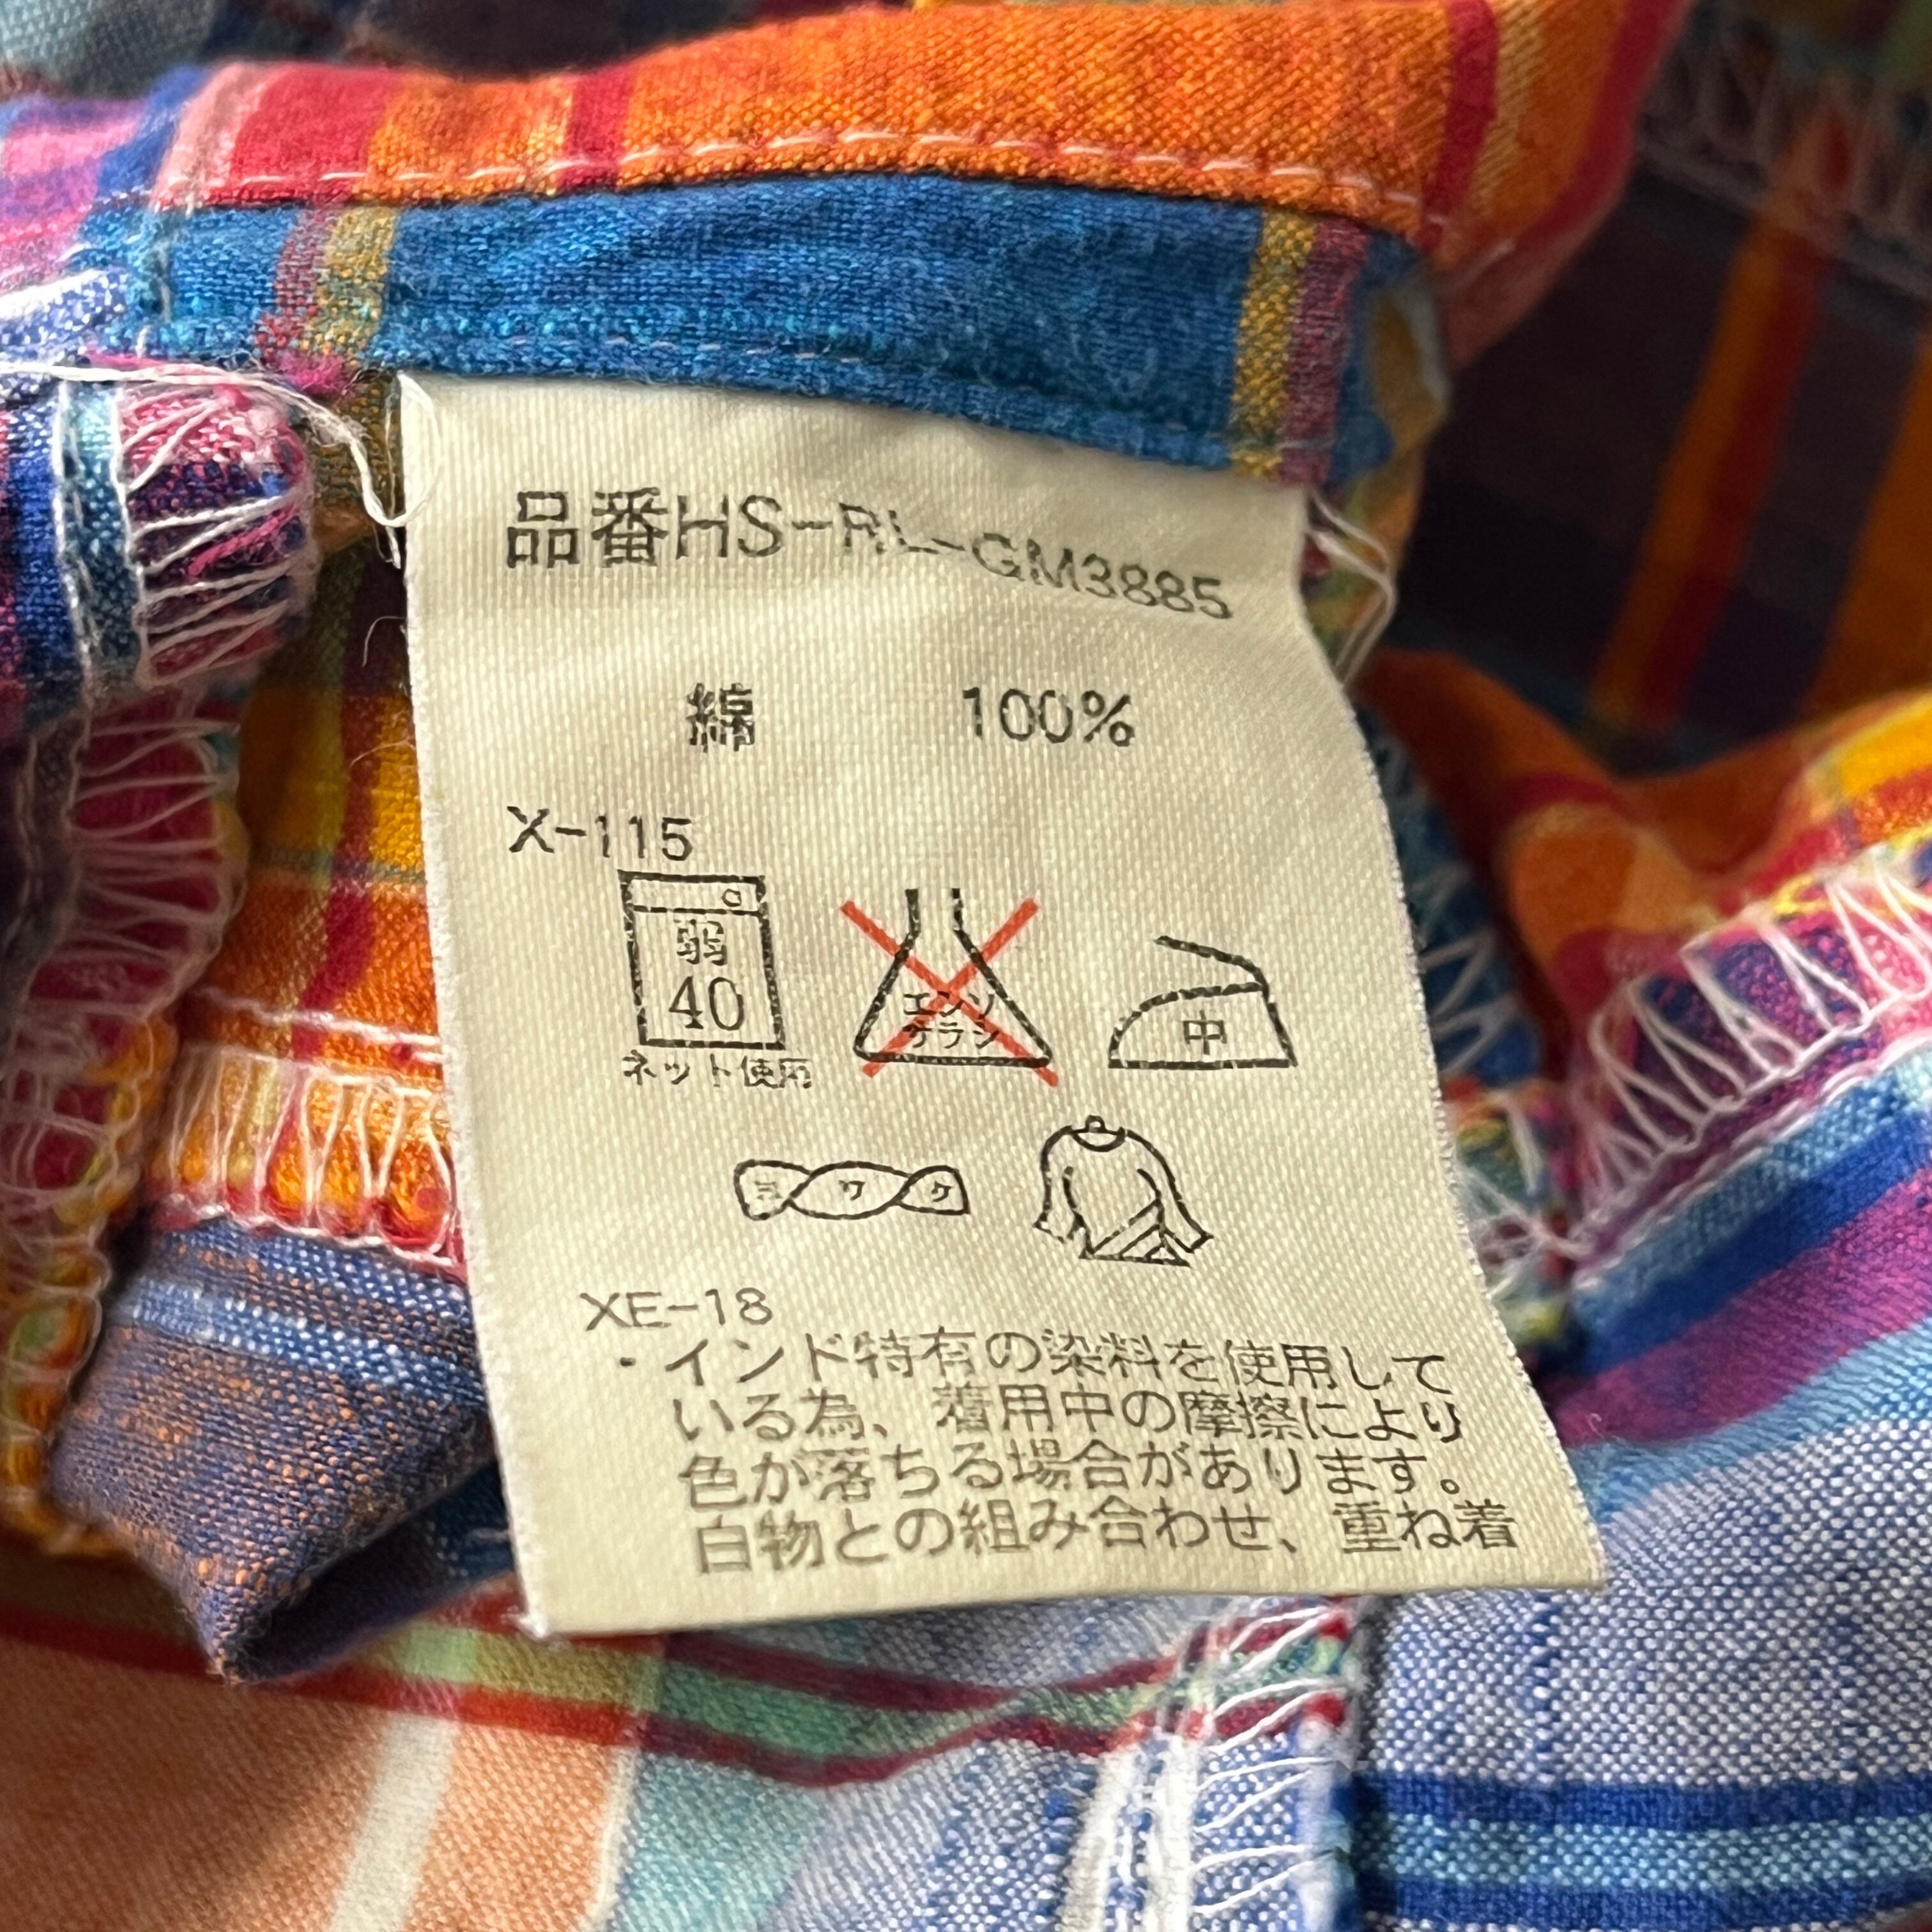 品番HS-RL-GM3885
綿 100%
X-115
弱
40
ネット使用
エンソ
サラシ
中
ヨワク
XE-18
・インド特有の染料を使用して
いる為、着用中の摩擦により
色が落ちる場合があります。
白物との組み合わせ、重ね着